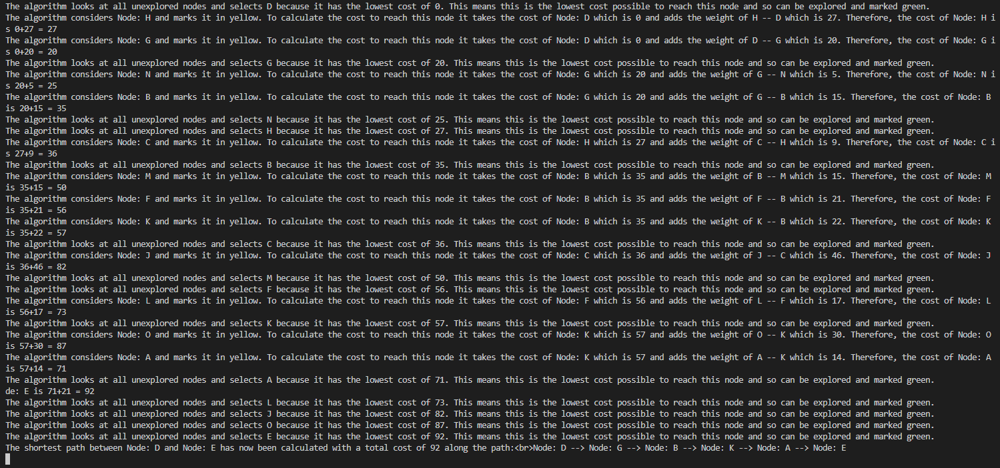 The algorithm looks at all unexplored nodes and selects D because it has the lowest cost of 0. This means this is the lowest cost possible to reach this node and so can be explored and marked green.
The algorithm considers Node: H and marks it in yellow. To calculate the cost to reach this node it takes the cost of Node: D which is 0 and adds the weight of H -- D which is 27. Therefore, the cost of Node: H i
s 0+27 = 27
The algorithm considers Node: G and marks it in yellow. To calculate the cost to reach this node it takes the cost of Node: D which is 0 and adds the weight of D -- G which is 20. Therefore, the cost of Node: G i
s 0+20 = 20
The algorithm looks at all unexplored nodes and selects G because it has the lowest cost of 20. This means this is the lowest cost possible to reach this node and so can be explored and marked green.
The algorithm considers Node: N and marks it in yellow. To calculate the cost to reach this node it takes the cost of Node: G which is 20 and adds the weight of G -- N which is 5. Therefore, the cost of Node: N i
s 20+5 = 25
The algorithm considers Node: B and marks it in yellow. To calculate the cost to reach this node it takes the cost of Node: G which is 20 and adds the weight of G -- B which is 15. Therefore, the cost of Node: B
is 20+15 = 35
The algorithm looks at all unexplored nodes and selects N because it has the lowest cost of 25. This means this is the lowest cost possible to reach this node and so can be explored and marked green.
The algorithm looks at all unexplored nodes and selects H because it has the lowest cost of 27. This means this is the lowest cost possible to reach this node and so can be explored and marked green.
The algorithm considers Node: C and marks it in yellow. To calculate the cost to reach this node it takes the cost of Node: H which is 27 and adds the weight of C -- H which is 9. Therefore, the cost of Node: C i
s 27+9 = 36
The algorithm looks at all unexplored nodes and selects B because it has the lowest cost of 35. This means this is the lowest cost possible to reach this node and so can be explored and marked green.
The algorithm considers Node: M and marks it in yellow. To calculate the cost to reach this node it takes the cost of Node: B which is 35 and adds the weight of B -- M which is 15. Therefore, the cost of Node: M
is 35+15 = 50
The algorithm considers Node: F and marks it in yellow. To calculate the cost to reach this node it takes the cost of Node: B which is 35 and adds the weight of F -- B which is 21. Therefore, the cost of Node: F
is 35+21 = 56
The algorithm considers Node: K and marks it in yellow. To calculate the cost to reach this node it takes the cost of Node: B which is 35 and adds the weight of K -- B which is 22. Therefore, the cost of Node: K
is 35+22 = 57
The algorithm looks at all unexplored nodes and selects C because it has the lowest cost of 36. This means this is the lowest cost possible to reach this node and so can be explored and marked green.
The algorithm considers Node: J and marks it in yellow. To calculate the cost to reach this node it takes the cost of Node: C which is 36 and adds the weight of J -- C which is 46. Therefore, the cost of Node: J
is 36+46 = 82
The algorithm looks at all unexplored nodes and selects M because it has the lowest cost of 50. This means this is the lowest cost possible to reach this node and so can be explored and marked green.
The algorithm looks at all unexplored nodes and selects F because it has the lowest cost of 56. This means this is the lowest cost possible to reach this node and so can be explored and marked green.
The algorithm considers Node: L and marks it in yellow. To calculate the cost to reach this node it takes the cost of Node: F which is 56 and adds the weight of L -- F which is 17. Therefore, the cost of Node: L
is 56+17 = 73
The algorithm looks at all unexplored nodes and selects K because it has the lowest cost of 57. This means this is the lowest cost possible to reach this node and so can be explored and marked green.
The algorithm considers Node: O and marks it in yellow. To calculate the cost to reach this node it takes the cost of Node: K which is 57 and adds the weight of O -- K which is 30. Therefore, the cost of Node: O
is 57+30 = 87
The algorithm considers Node: A and marks it in yellow. To calculate the cost to reach this node it takes the cost of Node: K which is 57 and adds the weight of A -- K which is 14. Therefore, the cost of Node: A
is 57+14 = 71
The algorithm looks at all unexplored nodes and selects A because it has the lowest cost of 71. This means this is the lowest cost possible to reach this node and so can be explored and marked green.
de: E is 71+21 = 92
The algorithm looks at all unexplored nodes and selects L because it has the lowest cost of 73. This means this is the lowest cost possible to reach this node and so can be explored and marked green.
The algorithm looks at all unexplored nodes and selects J because it has the lowest cost of 82. This means this is the lowest cost possible to reach this node and so can be explored and marked green.
The algorithm looks at all unexplored nodes and selects O because it has the lowest cost of 87. This means this is the lowest cost possible to reach this node and so can be explored and marked green.
The algorithm looks at all unexplored nodes and selects E because it has the lowest cost of 92. This means this is the lowest cost possible to reach this node and so can be explored and marked green.
The shortest path between Node: D and Node: E has now been calculated with a total cost of 92 along the path:<br>Node: D --> Node: G --> Node: B --> Node: K --> Node: A --> Node: E